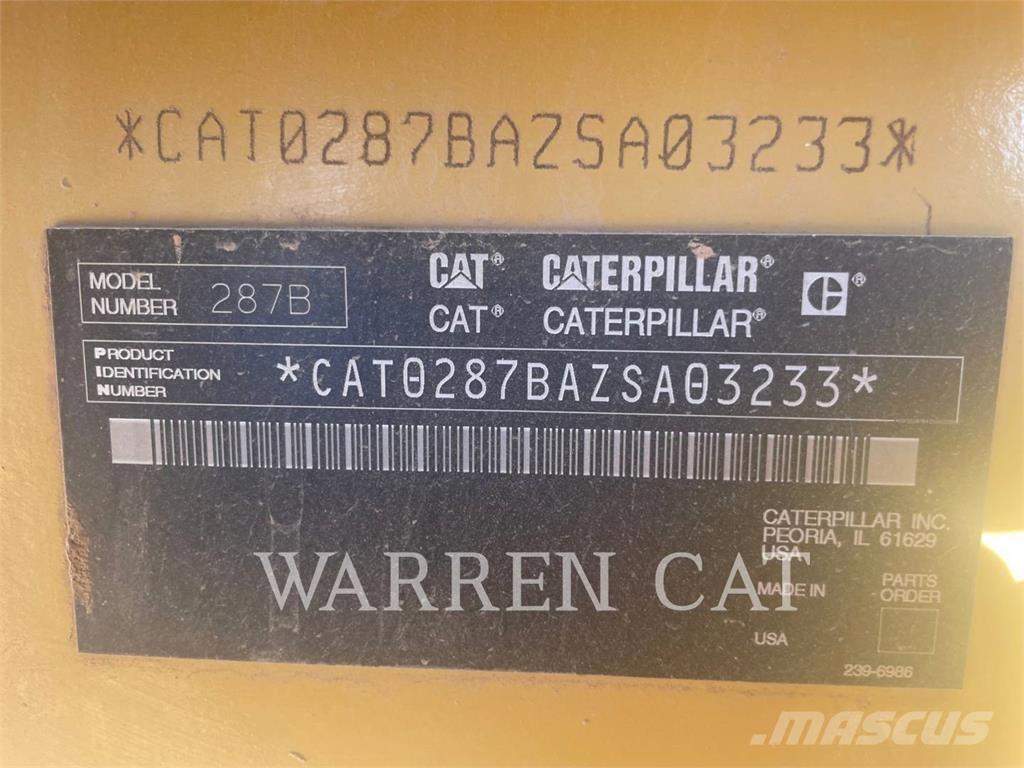 *CAT0287BAZSA03233*
MODEL NUMBER 287B
CAT® CATERPILLAR® C®
CAT® CATERPILLAR®
PRODUCT IDENTIFICATION NUMBER *CAT0287BAZSA03233*
CATERPILLAR INC.
PEORIA, IL 61629
USA
WARREN CAT
MADE IN
USA
PARTS
ORDER
239-6986
MASCUS